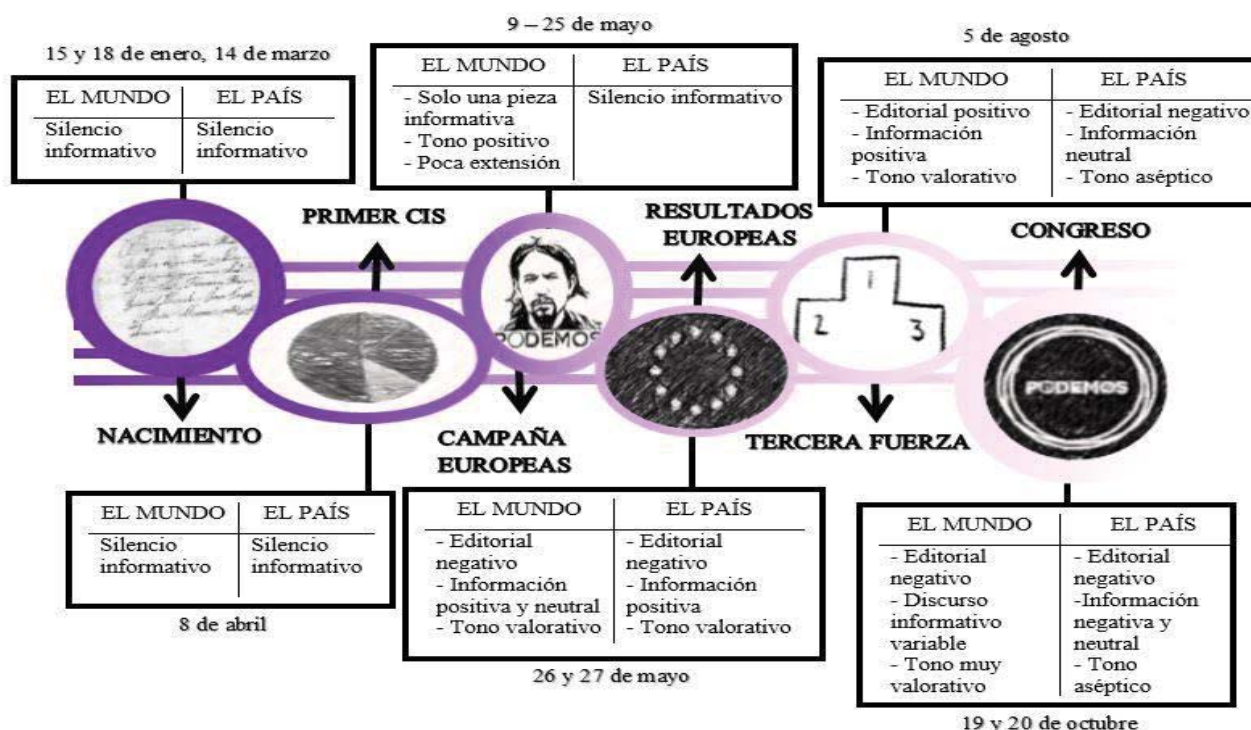 15 y 18 de enero, 14 de marzo
EL MUNDO EL PAÍS
Silencio informativo Silencio informativo
NACIMIENTO
PRIMER CIS
EL MUNDO EL PAÍS
Silencio informativo Silencio informativo
8 de abril
9 – 25 de mayo
EL MUNDO EL PAÍS
- Solo una pieza Silencio informativo
informativa
- Tono positivo
- Poca extensión
PODEMOS
CAMPAÑA
EUROPEAS
RESULTADOS
EUROPEAS
EL MUNDO EL PAÍS
- Editorial - Editorial
negativo negativo
- Información - Información
positiva y neutral positiva
- Tono valorativo - Tono valorativo
26 y 27 de mayo
5 de agosto
EL MUNDO EL PAÍS
- Editorial positivo - Editorial negativo
- Información - Información
positiva neutral
- Tono valorativo - Tono aséptico
1
2 3
TERCERA FUERZA
CONGRESO
PODEMOS
EL MUNDO EL PAÍS
- Editorial - Editorial
negativo negativo
- Discurso -Información
informativo negativa y
variable neutral
- Tono muy - Tono
valorativo aséptico
19 y 20 de octubre